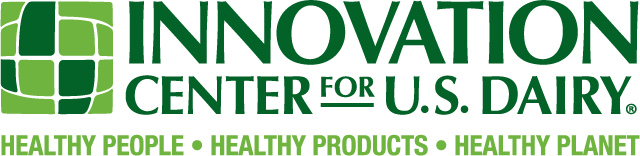 INNOVATION
CENTER FOR U.S. DAIRY®
HEALTHY PEOPLE • HEALTHY PRODUCTS • HEALTHY PLANET